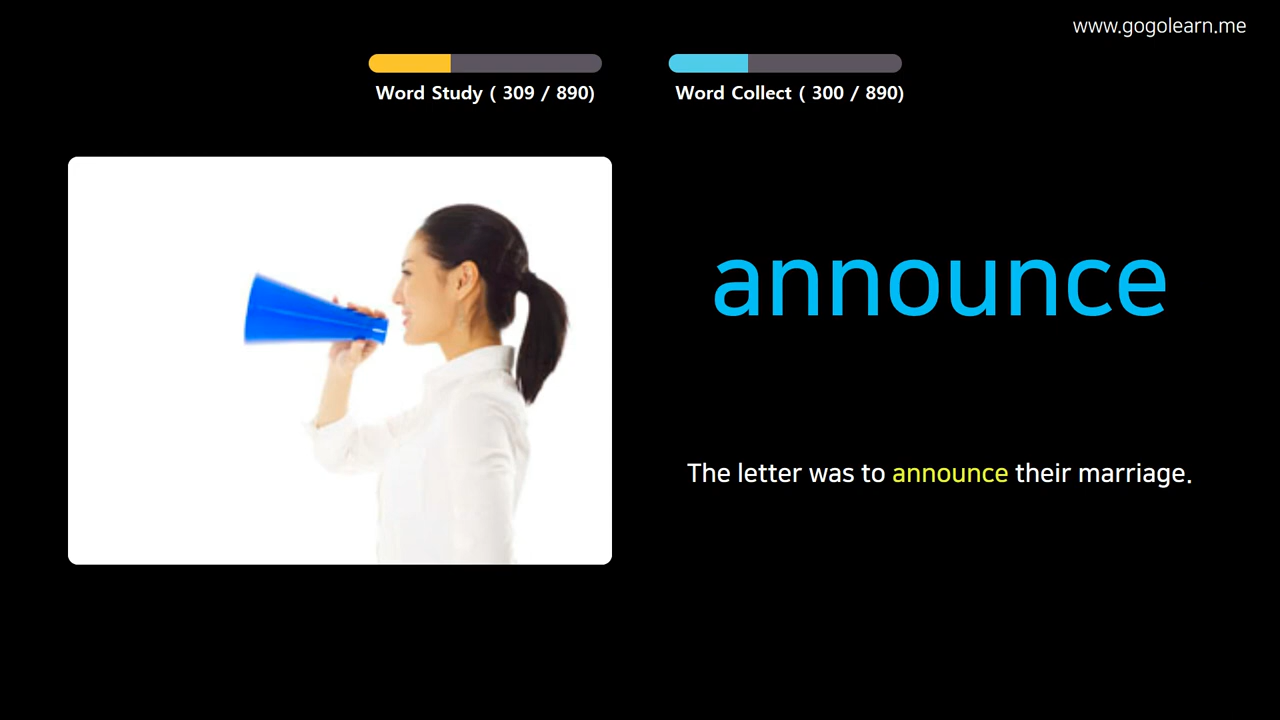 www.gogolearn.me
Word Study ( 309 / 890)
Word Collect ( 300 / 890)
announce
The letter was to announce their marriage.